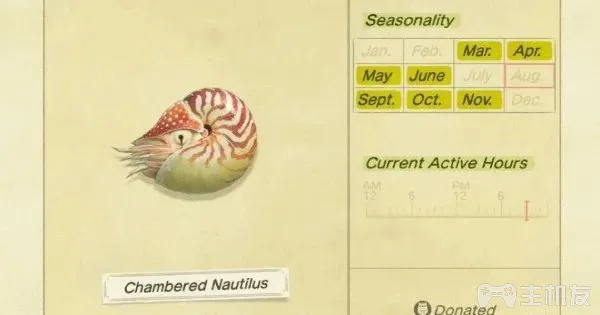 Seasonality
Jan. Feb. Mar. Apr.
May June July Aug.
Sept. Oct. Nov. Dec.
Current Active Hours
AM PM
12 6 12 6
Chambered Nautilus
Donated
主机友